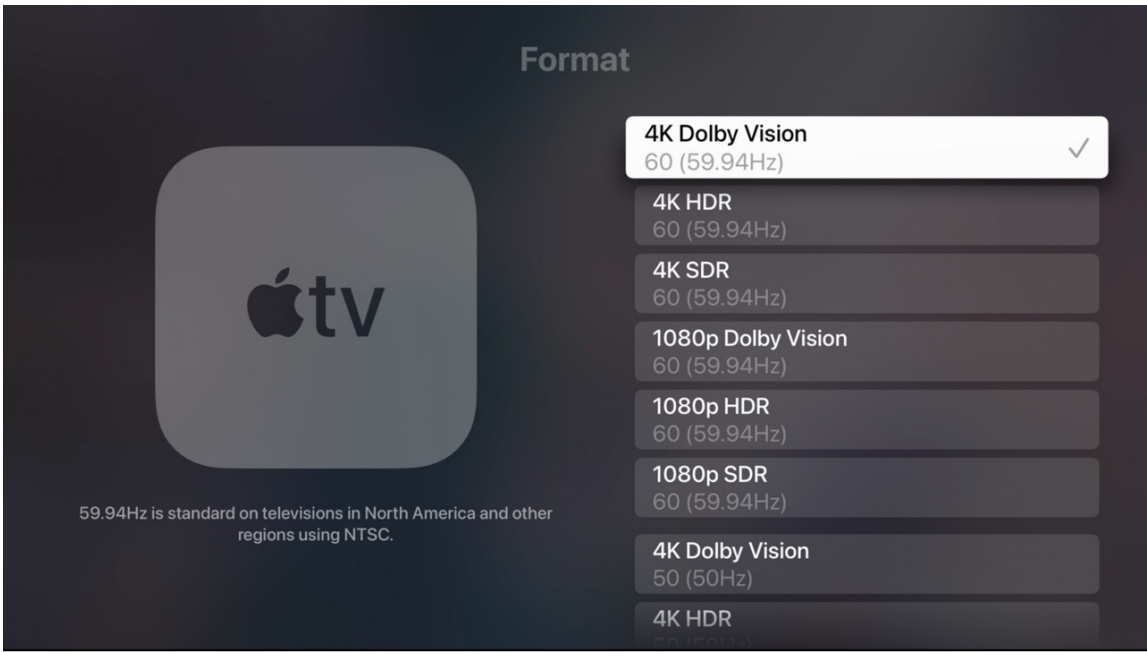 Format
tv
59.94Hz is standard on televisions in North America and other
regions using NTSC.
4K Dolby Vision
60 (59.94Hz)
4K HDR
60 (59.94Hz)
4K SDR
60 (59.94Hz)
1080p Dolby Vision
60 (59.94Hz)
1080p HDR
60 (59.94Hz)
1080p SDR
60 (59.94Hz)
4K Dolby Vision
50 (50Hz)
4K HDR